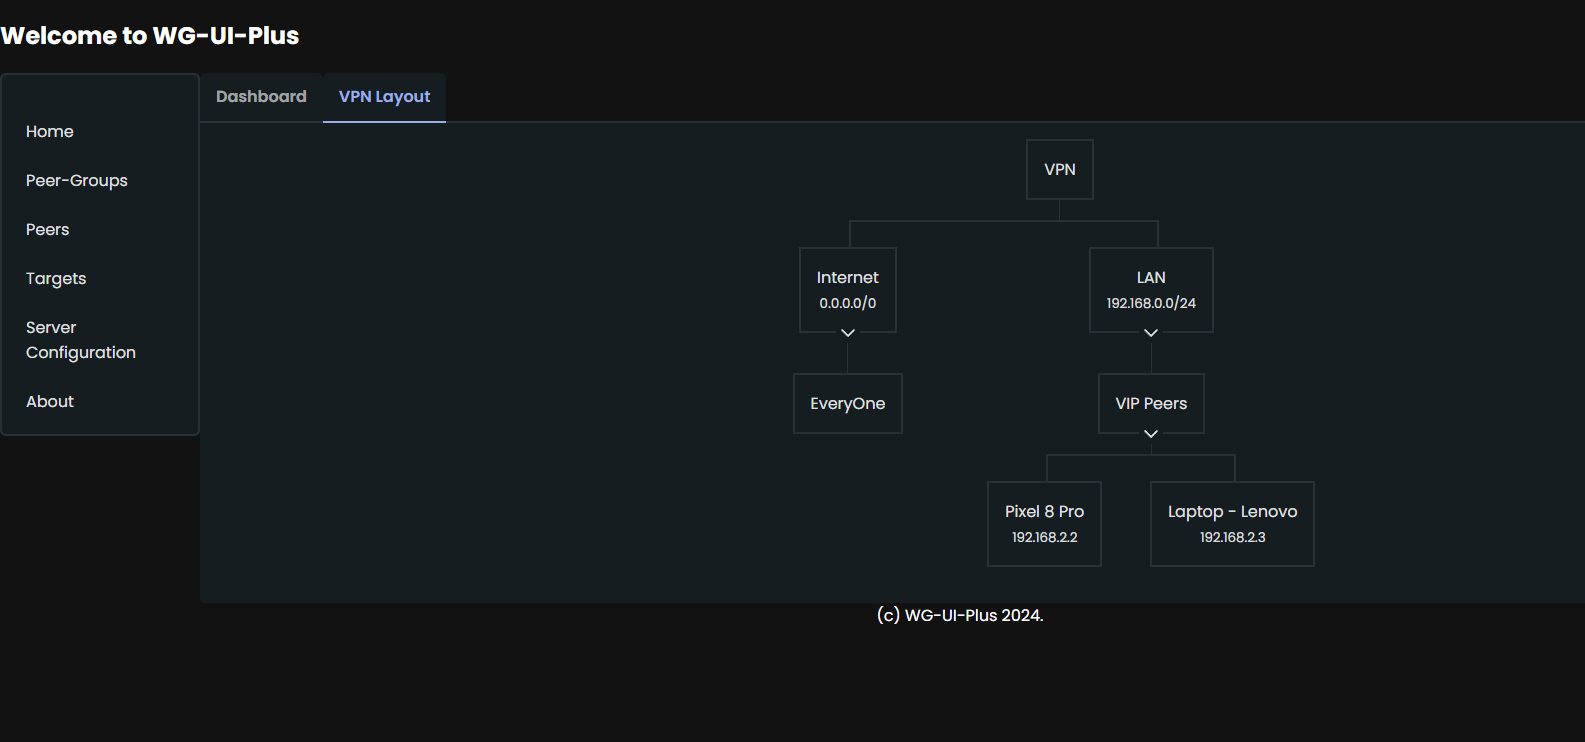 Welcome to WG-UI-Plus
Home
Peer-Groups
Peers
Targets
Server
Configuration
About
Dashboard
VPN Layout
VPN
Internet
0.0.0.0/0
LAN
192.168.0.0/24
EveryOne
VIP Peers
Pixel 8 Pro
192.168.2.2
Laptop - Lenovo
192.168.2.3
(c) WG-UI-Plus 2024.